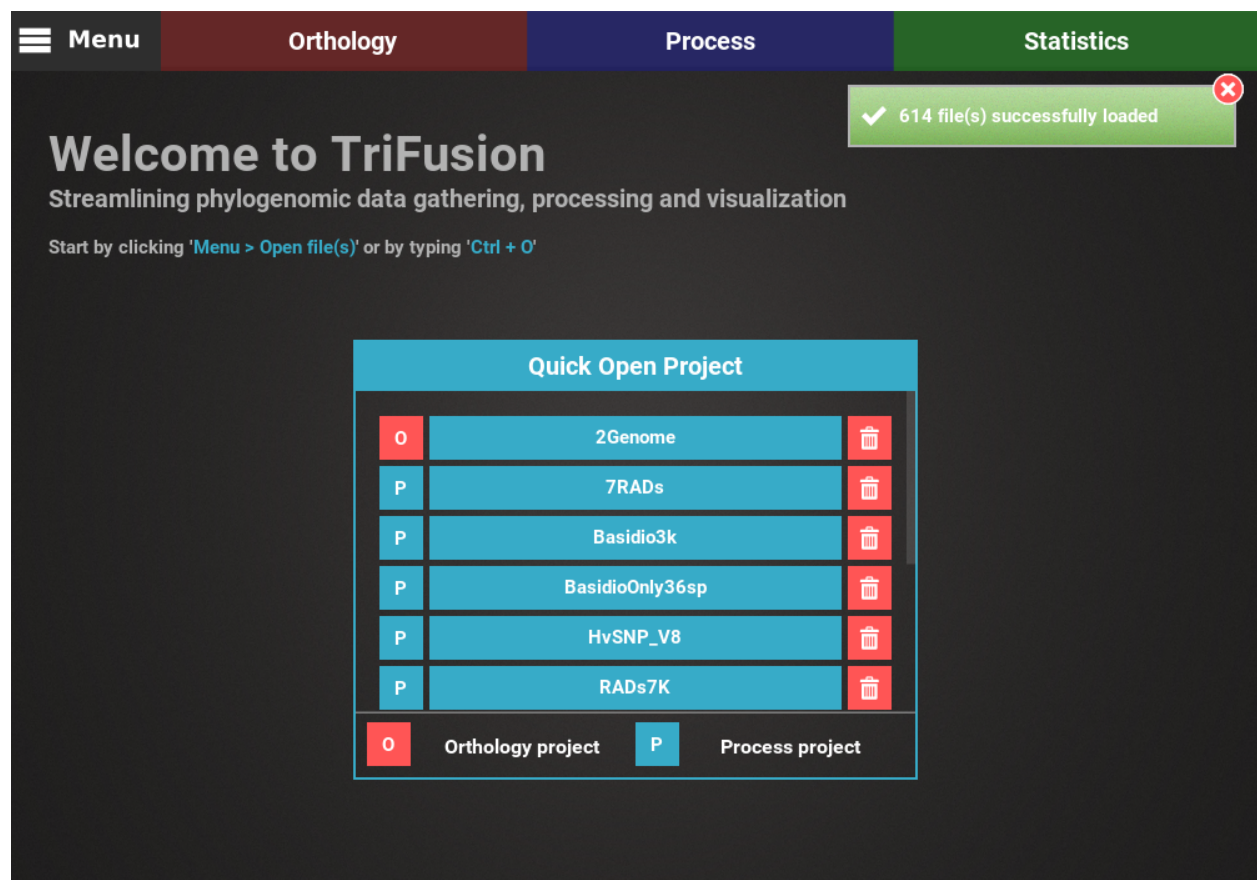 Menu
Orthology
Process
Statistics
614 file(s) successfully loaded
Welcome to TriFusion
Streamlining phylogenomic data gathering, processing and visualization
Start by clicking 'Menu > Open file(s)' or by typing 'Ctrl + O'
Quick Open Project
O 2Genome
P 7RADs
P Basidio3k
P BasidioOnly36sp
P HvSNP_V8
P RADs7K
O Orthology project P Process project